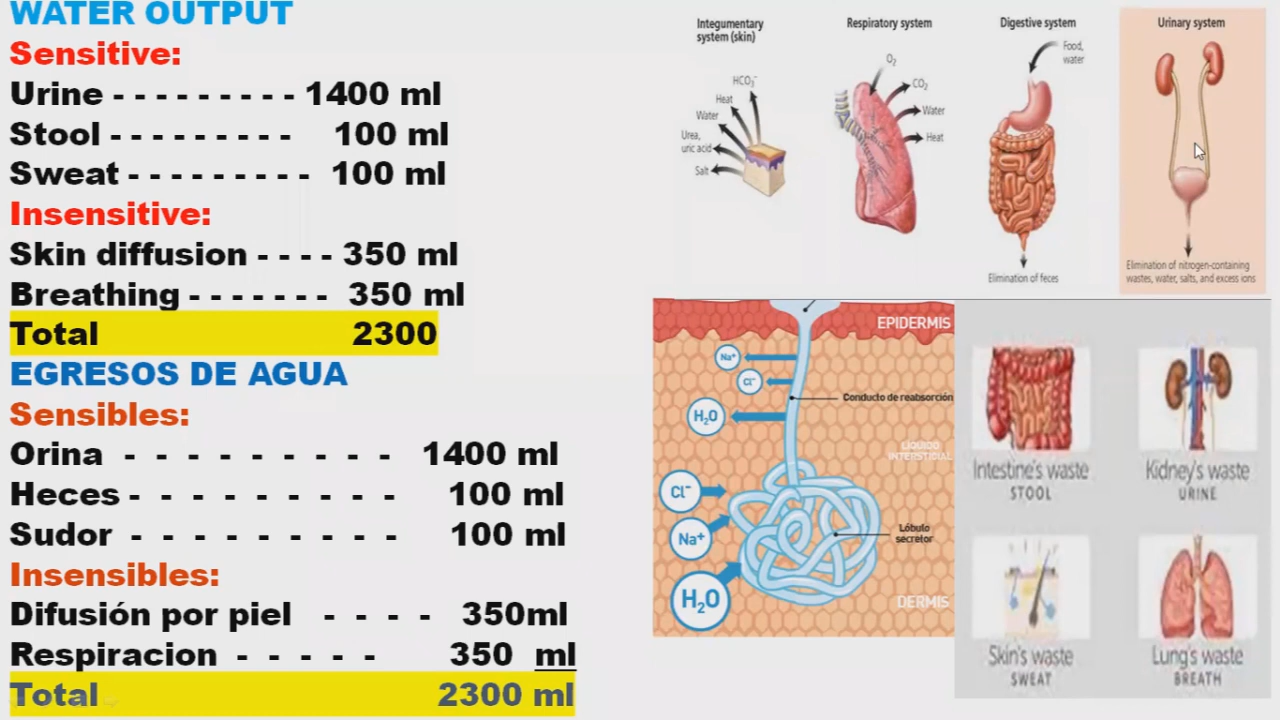 WATER OUTPUT
Sensitive:
Urine - - - - - - - - - 1400 ml
Stool - - - - - - - - - 100 ml
Sweat - - - - - - - - - 100 ml
Insensitive:
Skin diffusion - - - - 350 ml
Breathing - - - - - - - 350 ml
Total 2300
EGRESOS DE AGUA
Sensibles:
Orina - - - - - - - - - 1400 ml
Heces - - - - - - - - - 100 ml
Sudor - - - - - - - - - 100 ml
Insensibles:
Difusión por piel - - - - 350ml
Respiracion - - - - - 350 ml
Total 2300 ml
Integumentary
system (skin)
HCO3-
Heat
Water
Urea,
uric acid
Salt
Respiratory system
O2
CO2
Water
Heat
Digestive system
Food,
water
Elimination of feces
Urinary system
Elimination of nitrogen-containing
wastes, water, salts, and excess ions
EPIDERMIS
Na+
Cl-
Conducto de reabsorción
H2O
LÍQUIDO
INTERSTICIAL
Cl-
Na+
Lóbulo
secretor
H2O
DERMIS
Intestine's waste
STOOL
Kidney's waste
URINE
Skin's waste
SWEAT
Lung's waste
BREATH